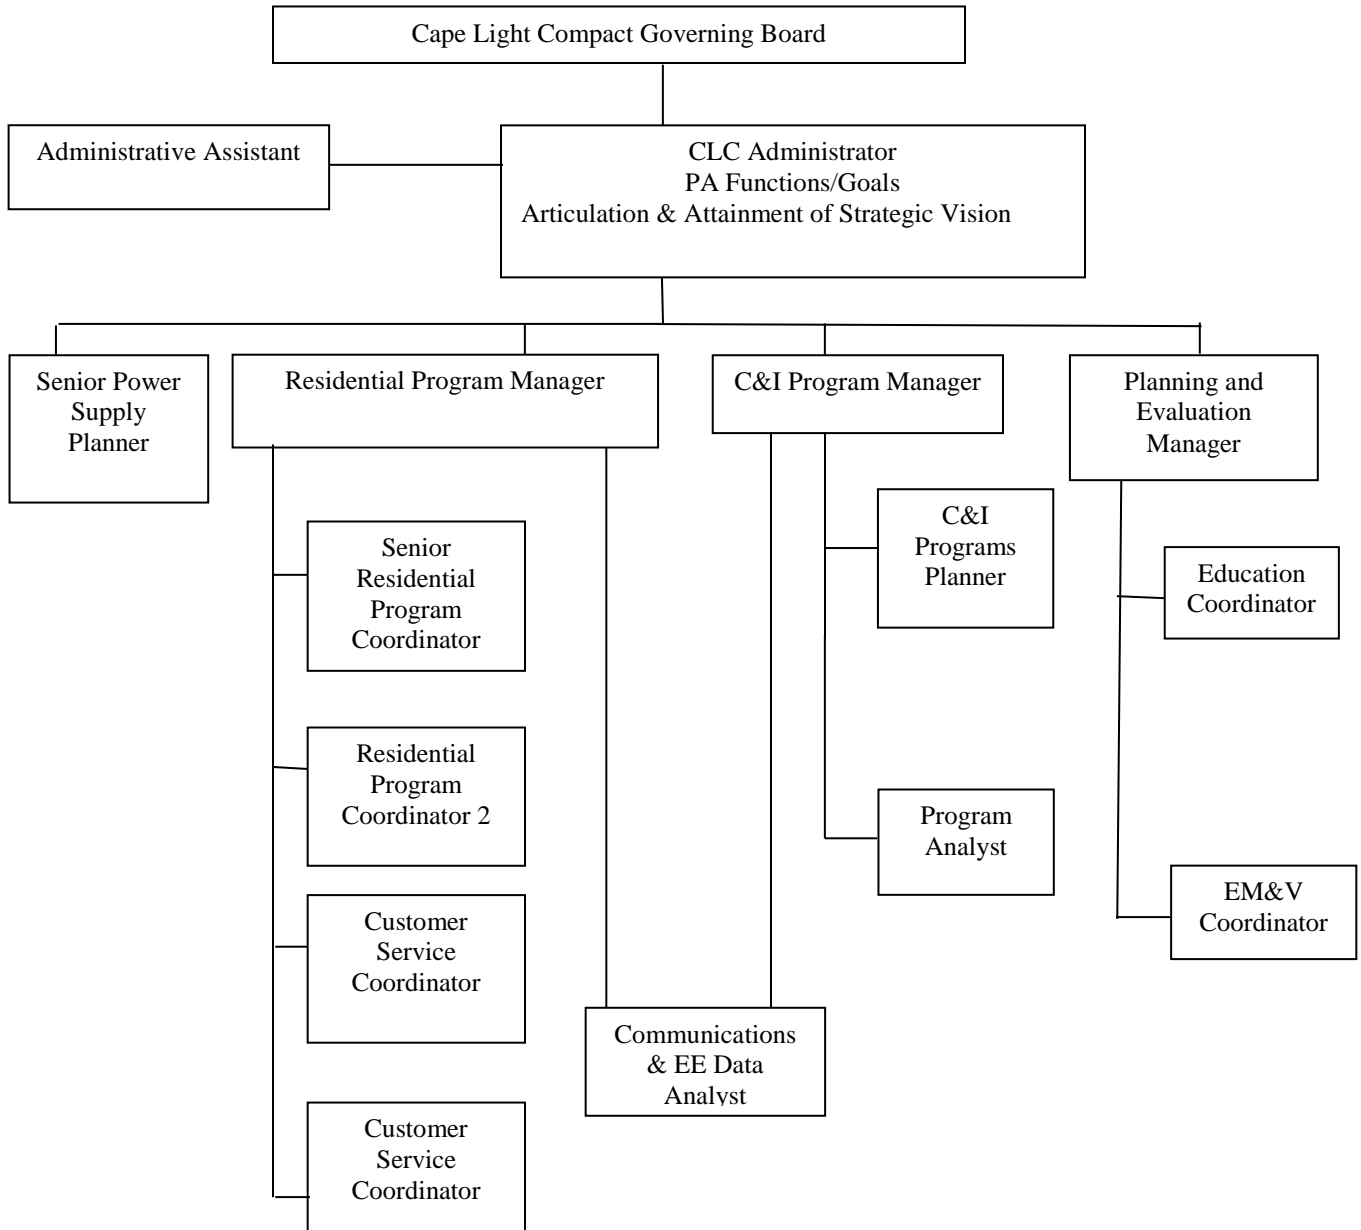 Cape Light Compact Governing Board
Administrative Assistant
CLC Administrator
PA Functions/Goals
Articulation & Attainment of Strategic Vision
Senior Power
Supply
Planner
Residential Program Manager
C&I Program Manager
Planning and
Evaluation
Manager
Senior
Residential
Program
Coordinator
Residential
Program
Coordinator 2
Customer
Service
Coordinator
Customer
Service
Coordinator
Communications
& EE Data
Analyst
C&I
Programs
Planner
Program
Analyst
Education
Coordinator
EM&V
Coordinator